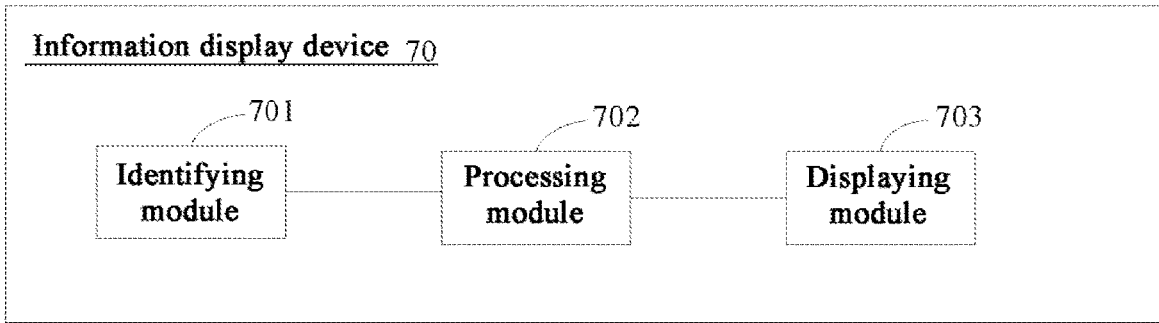 Information display device 70
701
702
703
Identifying
module
Processing
module
Displaying
module